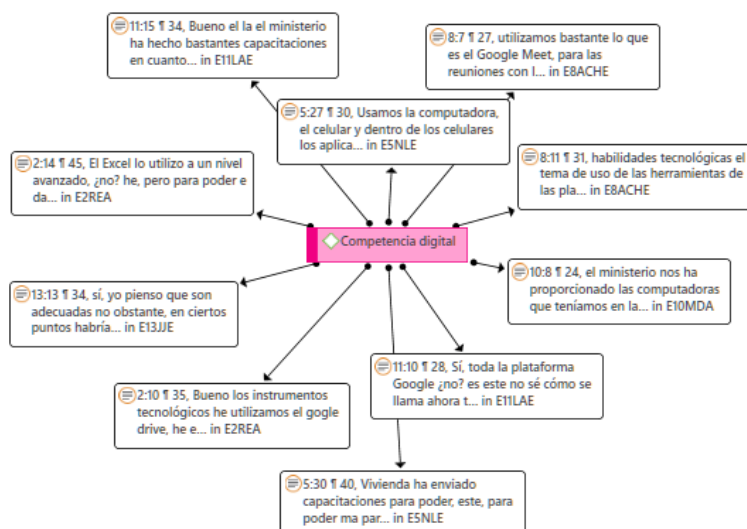 11:15 ¶ 34, Bueno el la el ministerio
ha hecho bastantes capacitaciones
en cuanto... in E11LAE
8:7 ¶ 27, utilizamos bastante lo que
es el Google Meet, para las
reuniones con l... in E8ACHE
5:27 ¶ 30, Usamos la computadora,
el celular y dentro de los celulares
los aplica... in E5NLE
2:14 ¶ 45, El Excel lo utilizo a un nivel
avanzado, ¿no? he, pero para poder e
da... in E2REA
8:11 ¶ 31, habilidades tecnológicas el
tema de uso de las herramientas de
las pla... in E8ACHE
Competencia digital
10:8 ¶ 24, el ministerio nos ha
proporcionado las computadoras
que teníamos en la... in E10MDA
13:13 ¶ 34, sí, yo pienso que son
adecuadas no obstante, en ciertos
puntos habría... in E13JJE
11:10 ¶ 28, Sí, toda la plataforma
Google ¿no? es este no sé cómo se
llama ahora t... in E11LAE
2:10 ¶ 35, Bueno los instrumentos
tecnológicos he utilizamos el gogle
drive, he e... in E2REA
5:30 ¶ 40, Vivienda ha enviado
capacitaciones para poder, este, para
poder ma par... in E5NLE